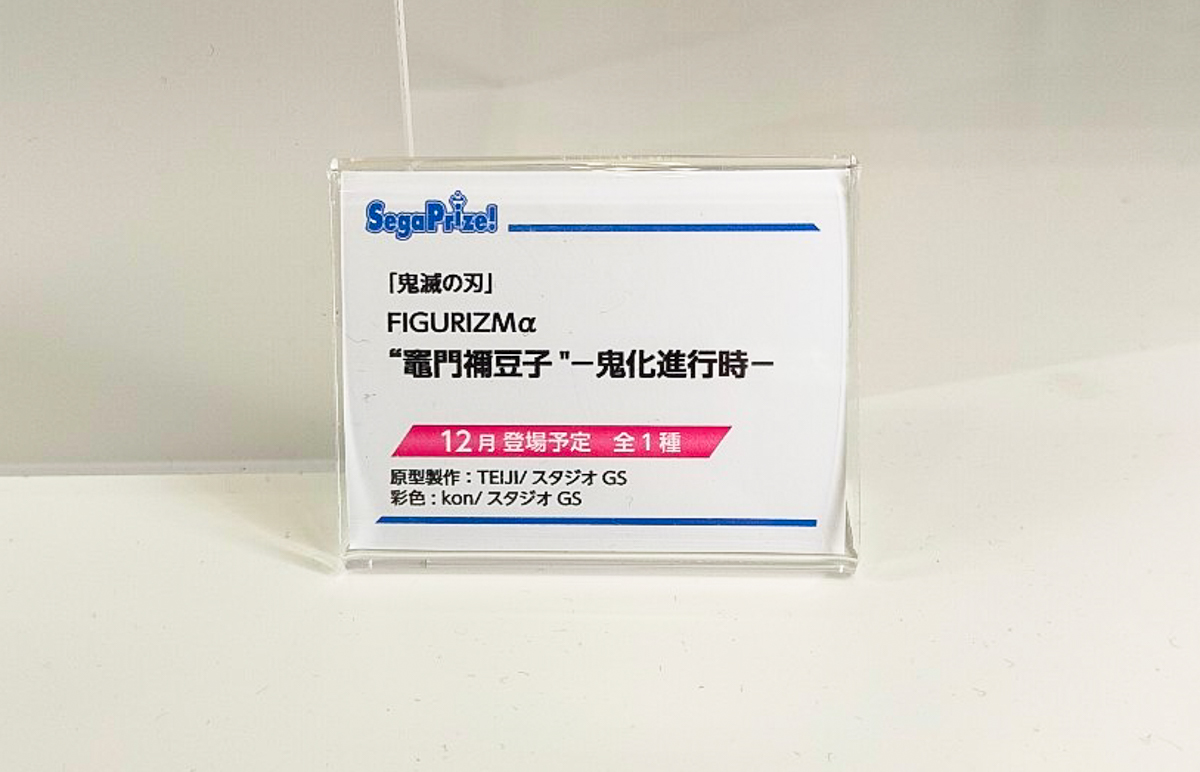 SegaPrize!
「鬼滅の刃」
FIGURIZMα
“竈門禰豆子"－鬼化進行時－
12月 登場予定　全1種
原型製作：TEIJI/ スタジオ GS
彩色：kon/ スタジオ GS